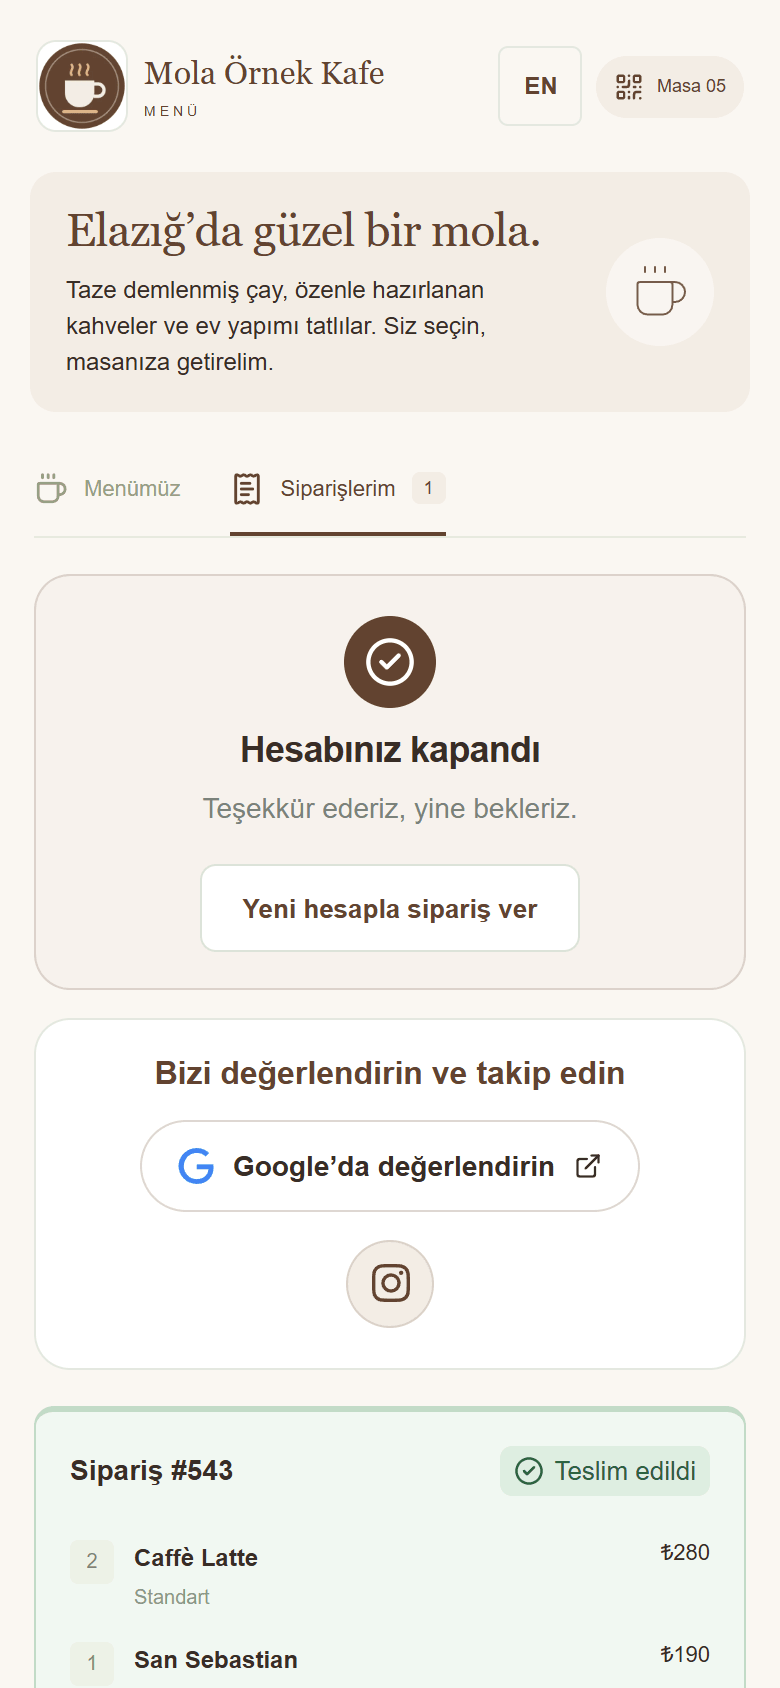 Mola Örnek Kafe
MENÜ
EN
Masa 05
Elazığ’da güzel bir mola.
Taze demlenmiş çay, özenle hazırlanan
kahveler ve ev yapımı tatlılar. Siz seçin,
masanıza getirelim.
Menümüz
Siparişlerim 1
Hesabınız kapandı
Teşekkür ederiz, yine bekleriz.
Yeni hesapla sipariş ver
Bizi değerlendirin ve takip edin
Google’da değerlendirin
Sipariş #543
Teslim edildi
2 Caffè Latte ₺280
Standart
1 San Sebastian ₺190